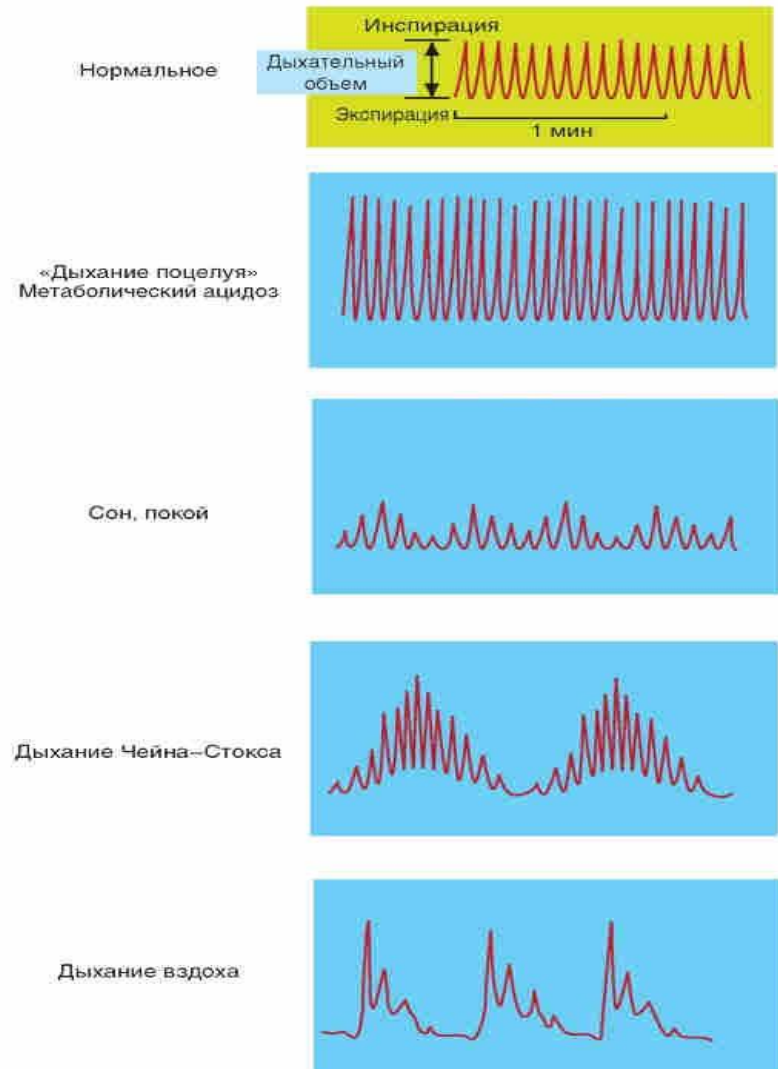 Инспирация
Нормальное
Дыхательный
объем
Экспирация
1 мин
«Дыхание поцелуя»
Метаболический ацидоз
Сон, покой
Дыхание Чейна–Стокса
Дыхание вздоха